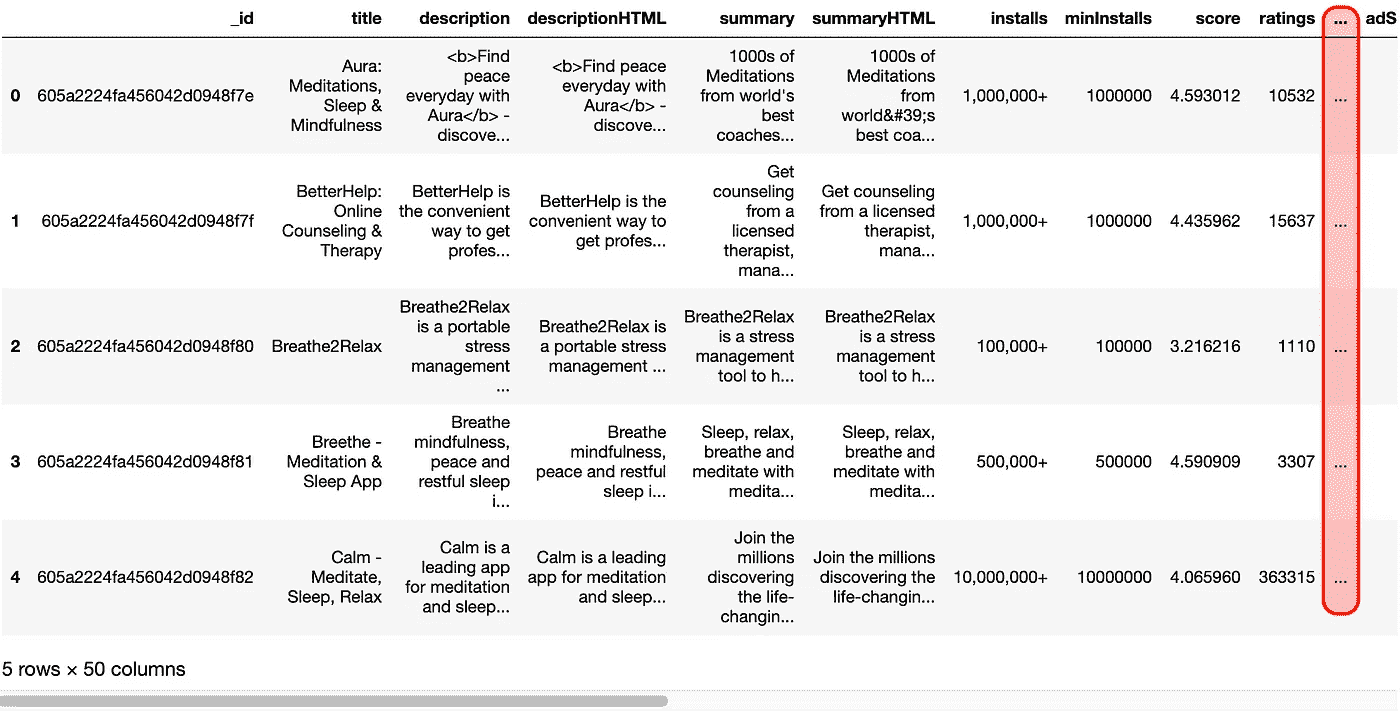 _id title description descriptionHTML summary summaryHTML installs minInstalls score ratings ... adS
0 605a2224fa456042d0948f7e Aura: Meditations, Sleep & Mindfulness <b>Find peace everyday with Aura</b> - discove... <b>Find peace everyday with Aura</b> - discove... 1000s of Meditations from world's best coaches... 1000s of Meditations from world&#39;s best coa... 1,000,000+ 1000000 4.593012 10532 ...
1 605a2224fa456042d0948f7f BetterHelp: Online Counseling & Therapy BetterHelp is the convenient way to get profes... BetterHelp is the convenient way to get profes... Get counseling from a licensed therapist, mana... Get counseling from a licensed therapist, mana... 1,000,000+ 1000000 4.435962 15637 ...
2 605a2224fa456042d0948f80 Breathe2Relax Breathe2Relax is a portable stress management ... Breathe2Relax is a portable stress management ... Breathe2Relax is a stress management tool to h... Breathe2Relax is a stress management tool to h... 100,000+ 100000 3.216216 1110 ...
3 605a2224fa456042d0948f81 Breethe - Meditation & Sleep App Breathe mindfulness, peace and restful sleep i... Breathe mindfulness, peace and restful sleep i... Sleep, relax, breathe and meditate with medita... Sleep, relax, breathe and meditate with medita... 500,000+ 500000 4.590909 3307 ...
4 605a2224fa456042d0948f82 Calm - Meditate, Sleep, Relax Calm is a leading app for meditation and sleep... Calm is a leading app for meditation and sleep... Join the millions discovering the life-changin... Join the millions discovering the life-changin... 10,000,000+ 10000000 4.065960 363315 ...
5 rows × 50 columns